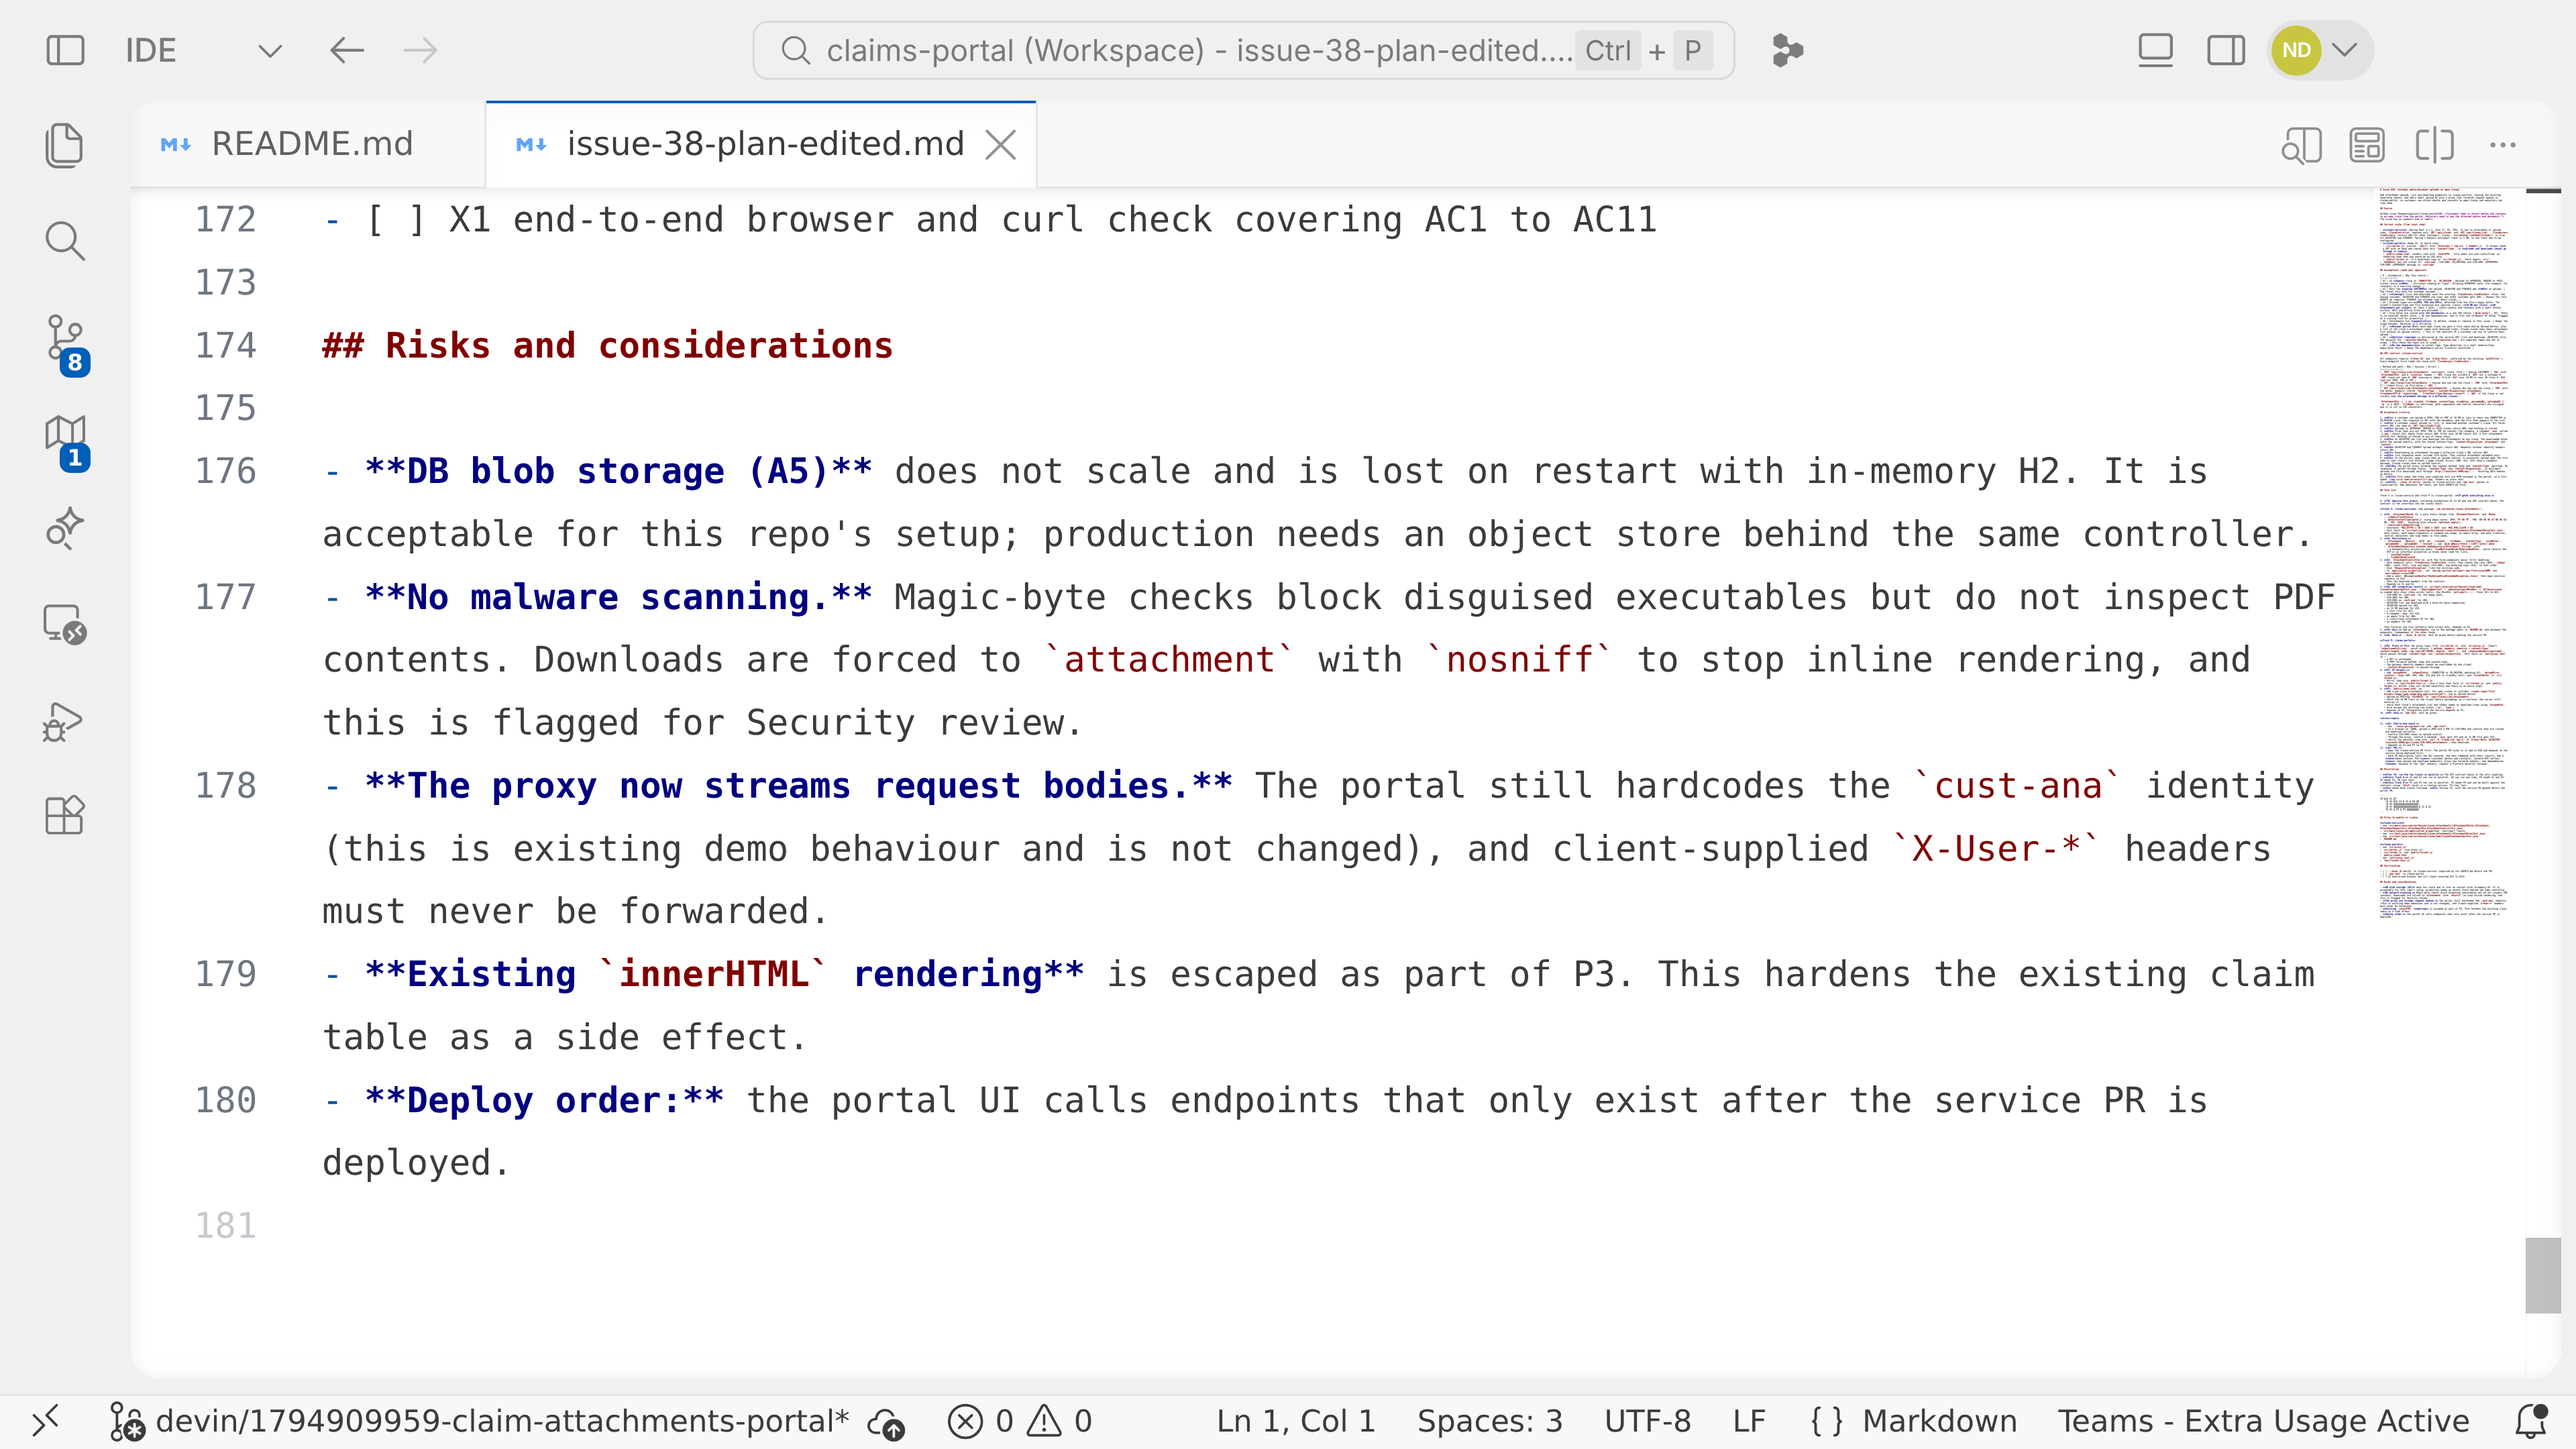 IDE
claims-portal (Workspace) - issue-38-plan-edited.... Ctrl + P
ND
README.md
issue-38-plan-edited.md
8
1
172 - [ ] X1 end-to-end browser and curl check covering AC1 to AC11
173
174 ## Risks and considerations
175
176 - **DB blob storage (A5)** does not scale and is lost on restart with in-memory H2. It is
acceptable for this repo's setup; production needs an object store behind the same controller.
177 - **No malware scanning.** Magic-byte checks block disguised executables but do not inspect PDF
contents. Downloads are forced to `attachment` with `nosniff` to stop inline rendering, and
this is flagged for Security review.
178 - **The proxy now streams request bodies.** The portal still hardcodes the `cust-ana` identity
(this is existing demo behaviour and is not changed), and client-supplied `X-User-*` headers
must never be forwarded.
179 - **Existing `innerHTML` rendering** is escaped as part of P3. This hardens the existing claim
table as a side effect.
180 - **Deploy order:** the portal UI calls endpoints that only exist after the service PR is
deployed.
181
devin/1794909959-claim-attachments-portal* 0 0 Ln 1, Col 1 Spaces: 3 UTF-8 LF { } Markdown Teams - Extra Usage Active